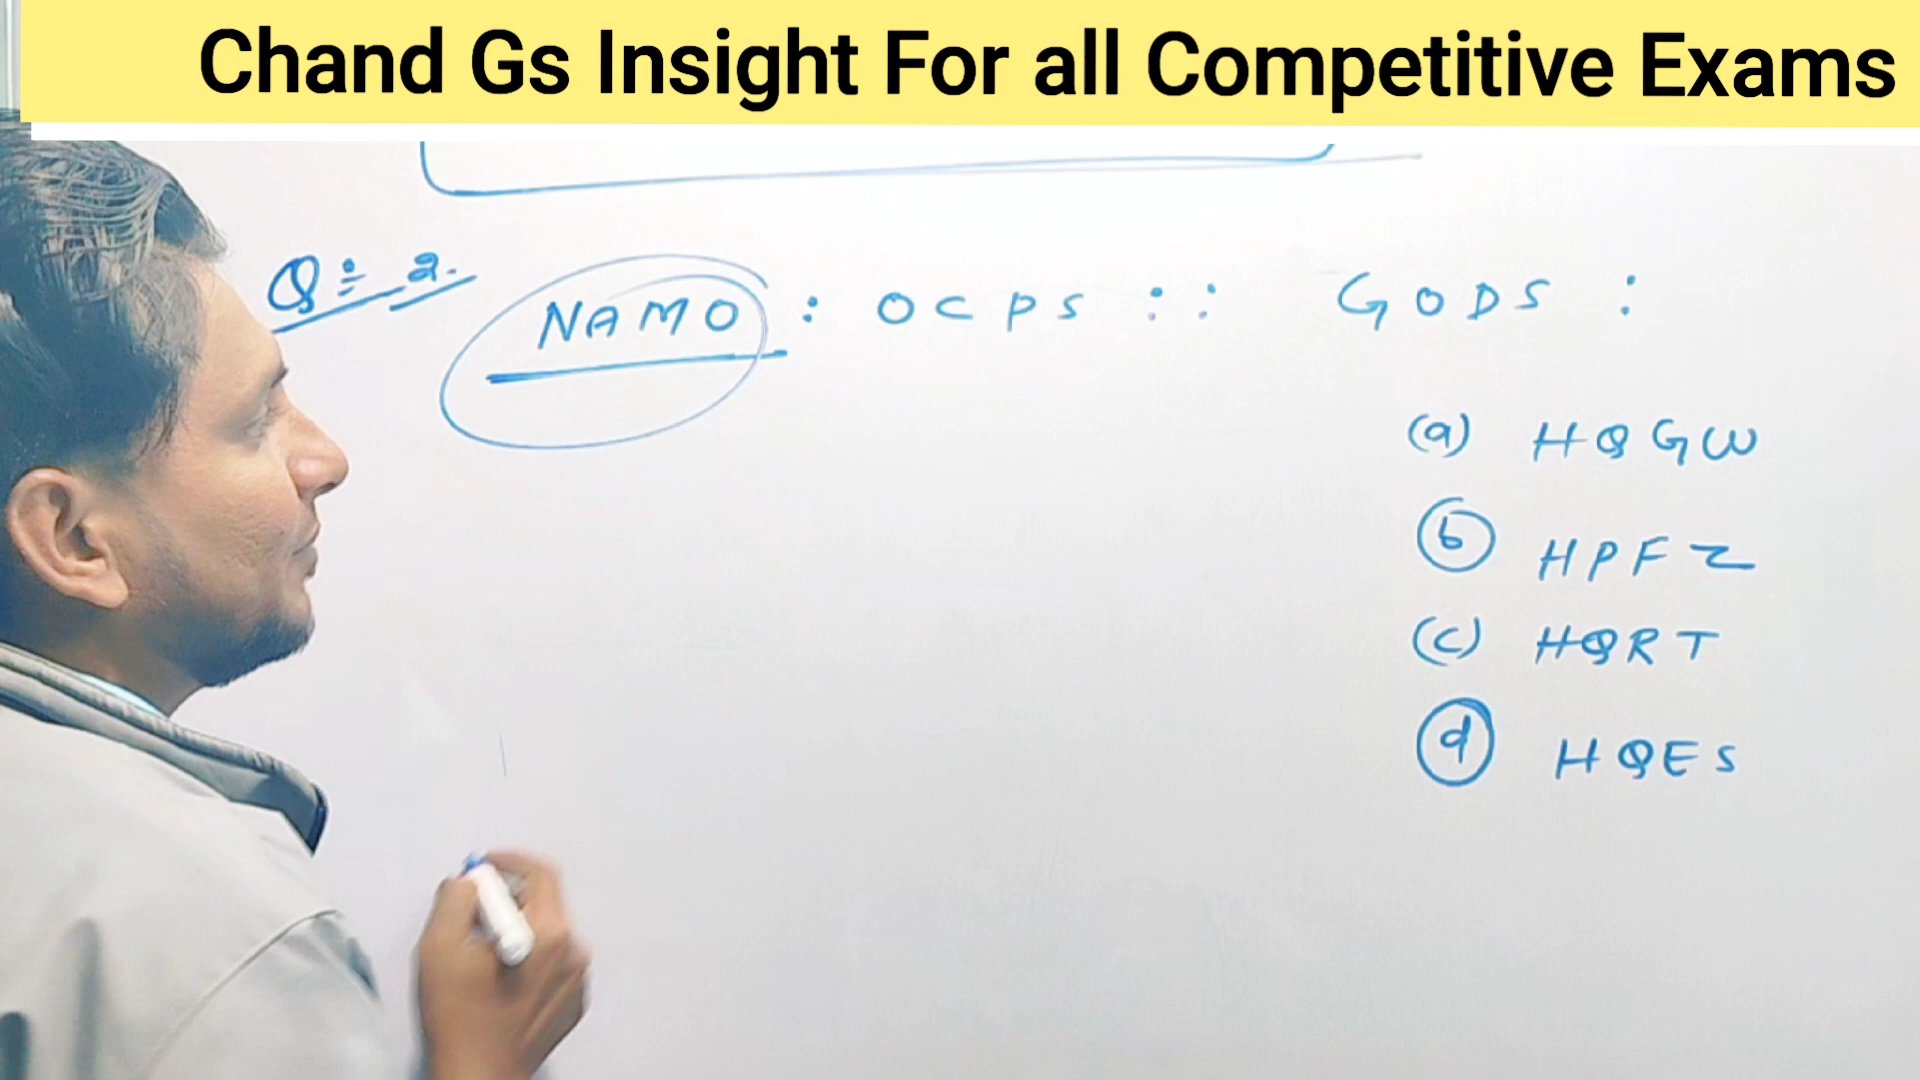 Chand Gs Insight For all Competitive Exams
Q:- 2.
NAMO : OCPS :: GODS :
(a) HQGW
(b) HPFZ
(c) HQRT
(d) HQES